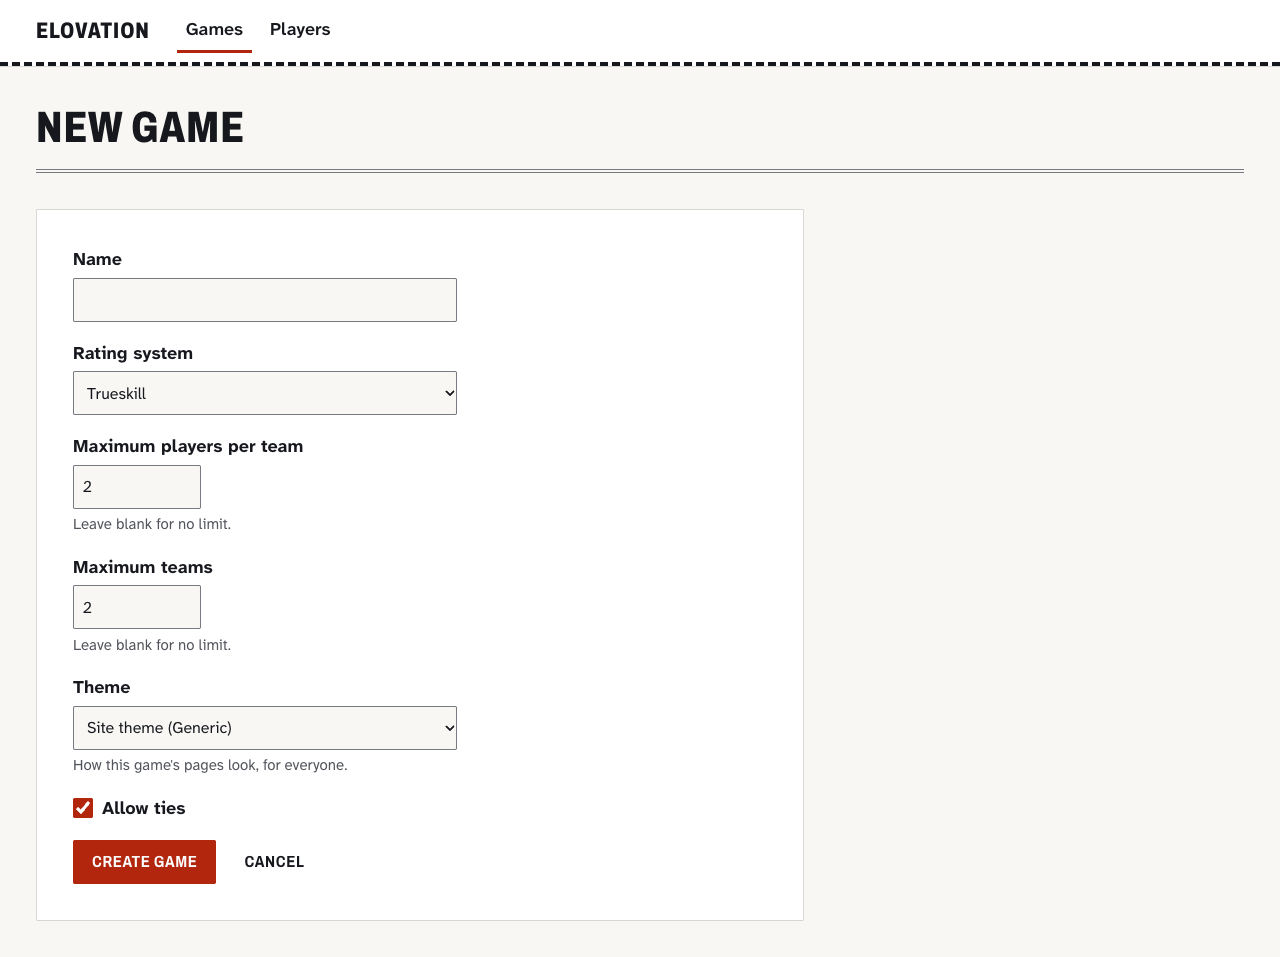 ELOVATION Games Players
NEW GAME
Name
Rating system
Trueskill
Maximum players per team
2
Leave blank for no limit.
Maximum teams
2
Leave blank for no limit.
Theme
Site theme (Generic)
How this game's pages look, for everyone.
Allow ties
CREATE GAME CANCEL